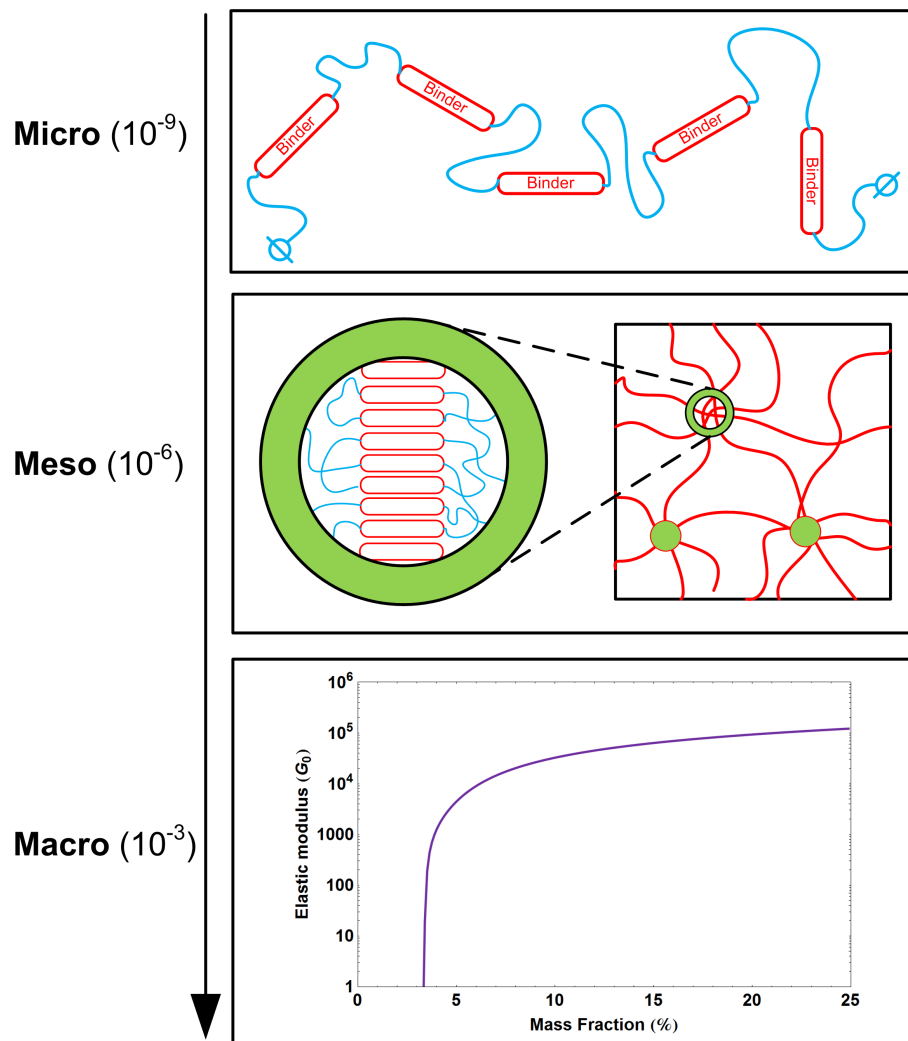 Micro (10⁻⁹)
Binder
Binder
Binder
Binder
Binder
Meso (10⁻⁶)
Macro (10⁻³)
Elastic modulus (G₀)
10⁶
10⁵
10⁴
1000
100
10
1
0 5 10 15 20 25
Mass Fraction (%)